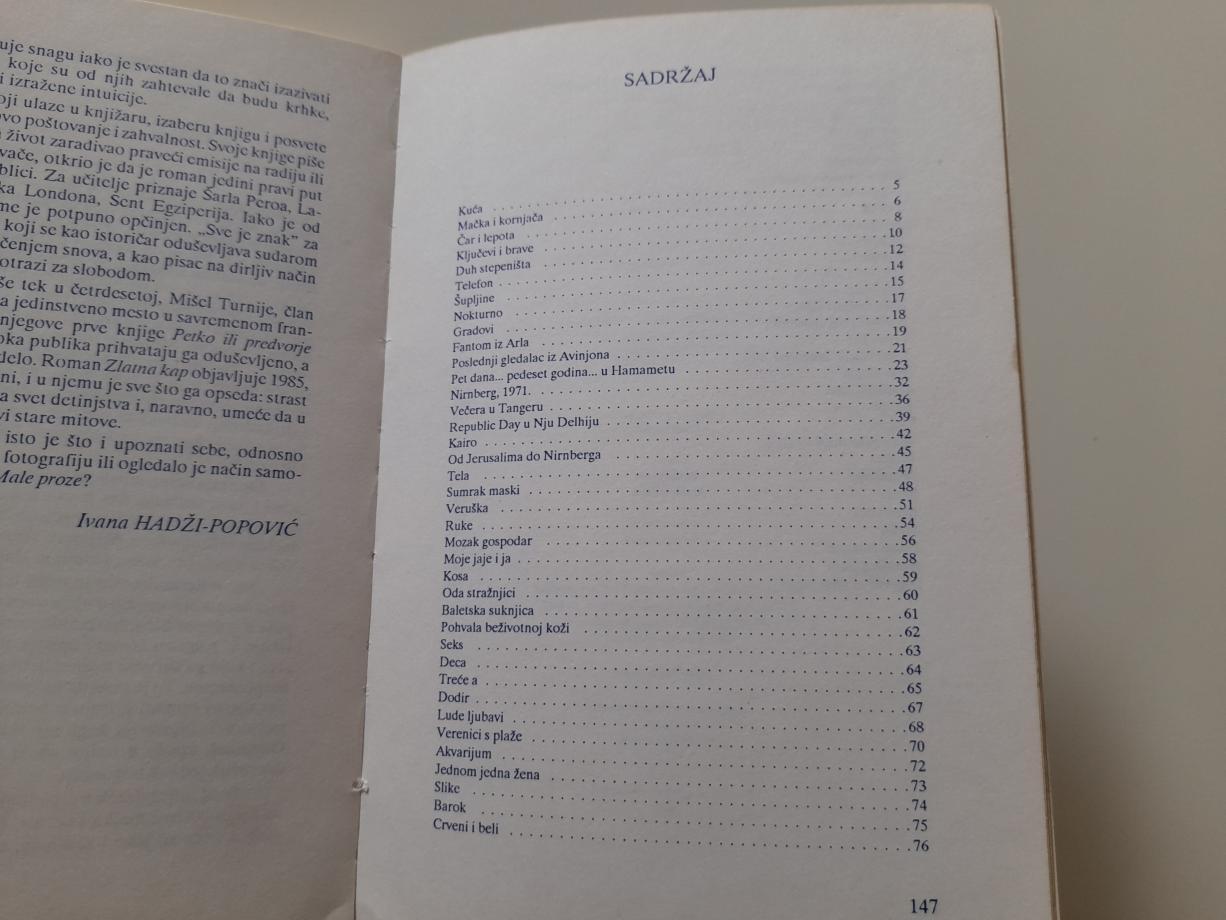 uje snagu iako je svestan da to znači izazivati
koje su od njih zahtevale da budu krhke,
i izražene intuicije.
oji ulaze u knjižaru, izaberu knjigu i posvete
vo poštovanje i zahvalnost. Svoje knjige piše
život zarađivao praveći emisije na radiju ili
vače, otkrio je da je roman jedini pravi put
blici. Za učitelje priznaje Šarla Peroa, La-
ka Londona, Sent Egziperija. Iako je od
me je potpuno opčinjen. „Sve je znak“ za
koji se kao istoričar oduševljava sudarom
čenjem snova, a kao pisac na dirljiv način
otrazi za slobodom.
še tek u četrdesetoj, Mišel Turnije, član
a jedinstveno mesto u savremenom fran-
njegove prve knjige Petko ili predvorje
oka publika prihvataju ga oduševljeno, a
delo. Roman Zlatna kap objavljuje 1985,
ni, i u njemu je sve što ga opseda: strast
a svet detinjstva i, naravno, umeće da u
vi stare mitove.
isto je što i upoznati sebe, odnosno
fotografiju ili ogledalo je način samo-
Male proze?
Ivana HADŽI-POPOVIĆ
SADRŽAJ
Kuća 5
Mačka i kornjača 6
Čar i lepota 8
Ključevi i brave 10
Duh stepeništa 12
Telefon 14
Šupljine 15
Nokturno 17
Gradovi 18
Fantom iz Arla 19
Poslednji gledalac iz Avinjona 21
Pet dana... pedeset godina... u Hamametu 23
Nirnberg, 1971. 32
Večera u Tangeru 36
Republic Day u Nju Delhiju 39
Kairo 42
Od Jerusalima do Nirnberga 45
Tela 47
Sumrak maski 48
Veruška 51
Ruke 54
Mozak gospodar 56
Moje jaje i ja 58
Kosa 59
Oda stražnjici 60
Baletska suknjica 61
Pohvala beživotnoj koži 62
Seks 63
Deca 64
Treće a 65
Dodir 67
Lude ljubavi 68
Verenici s plaže 70
Akvarijum 72
Jednom jedna žena 73
Slike 74
Barok 75
Crveni i beli 76
147